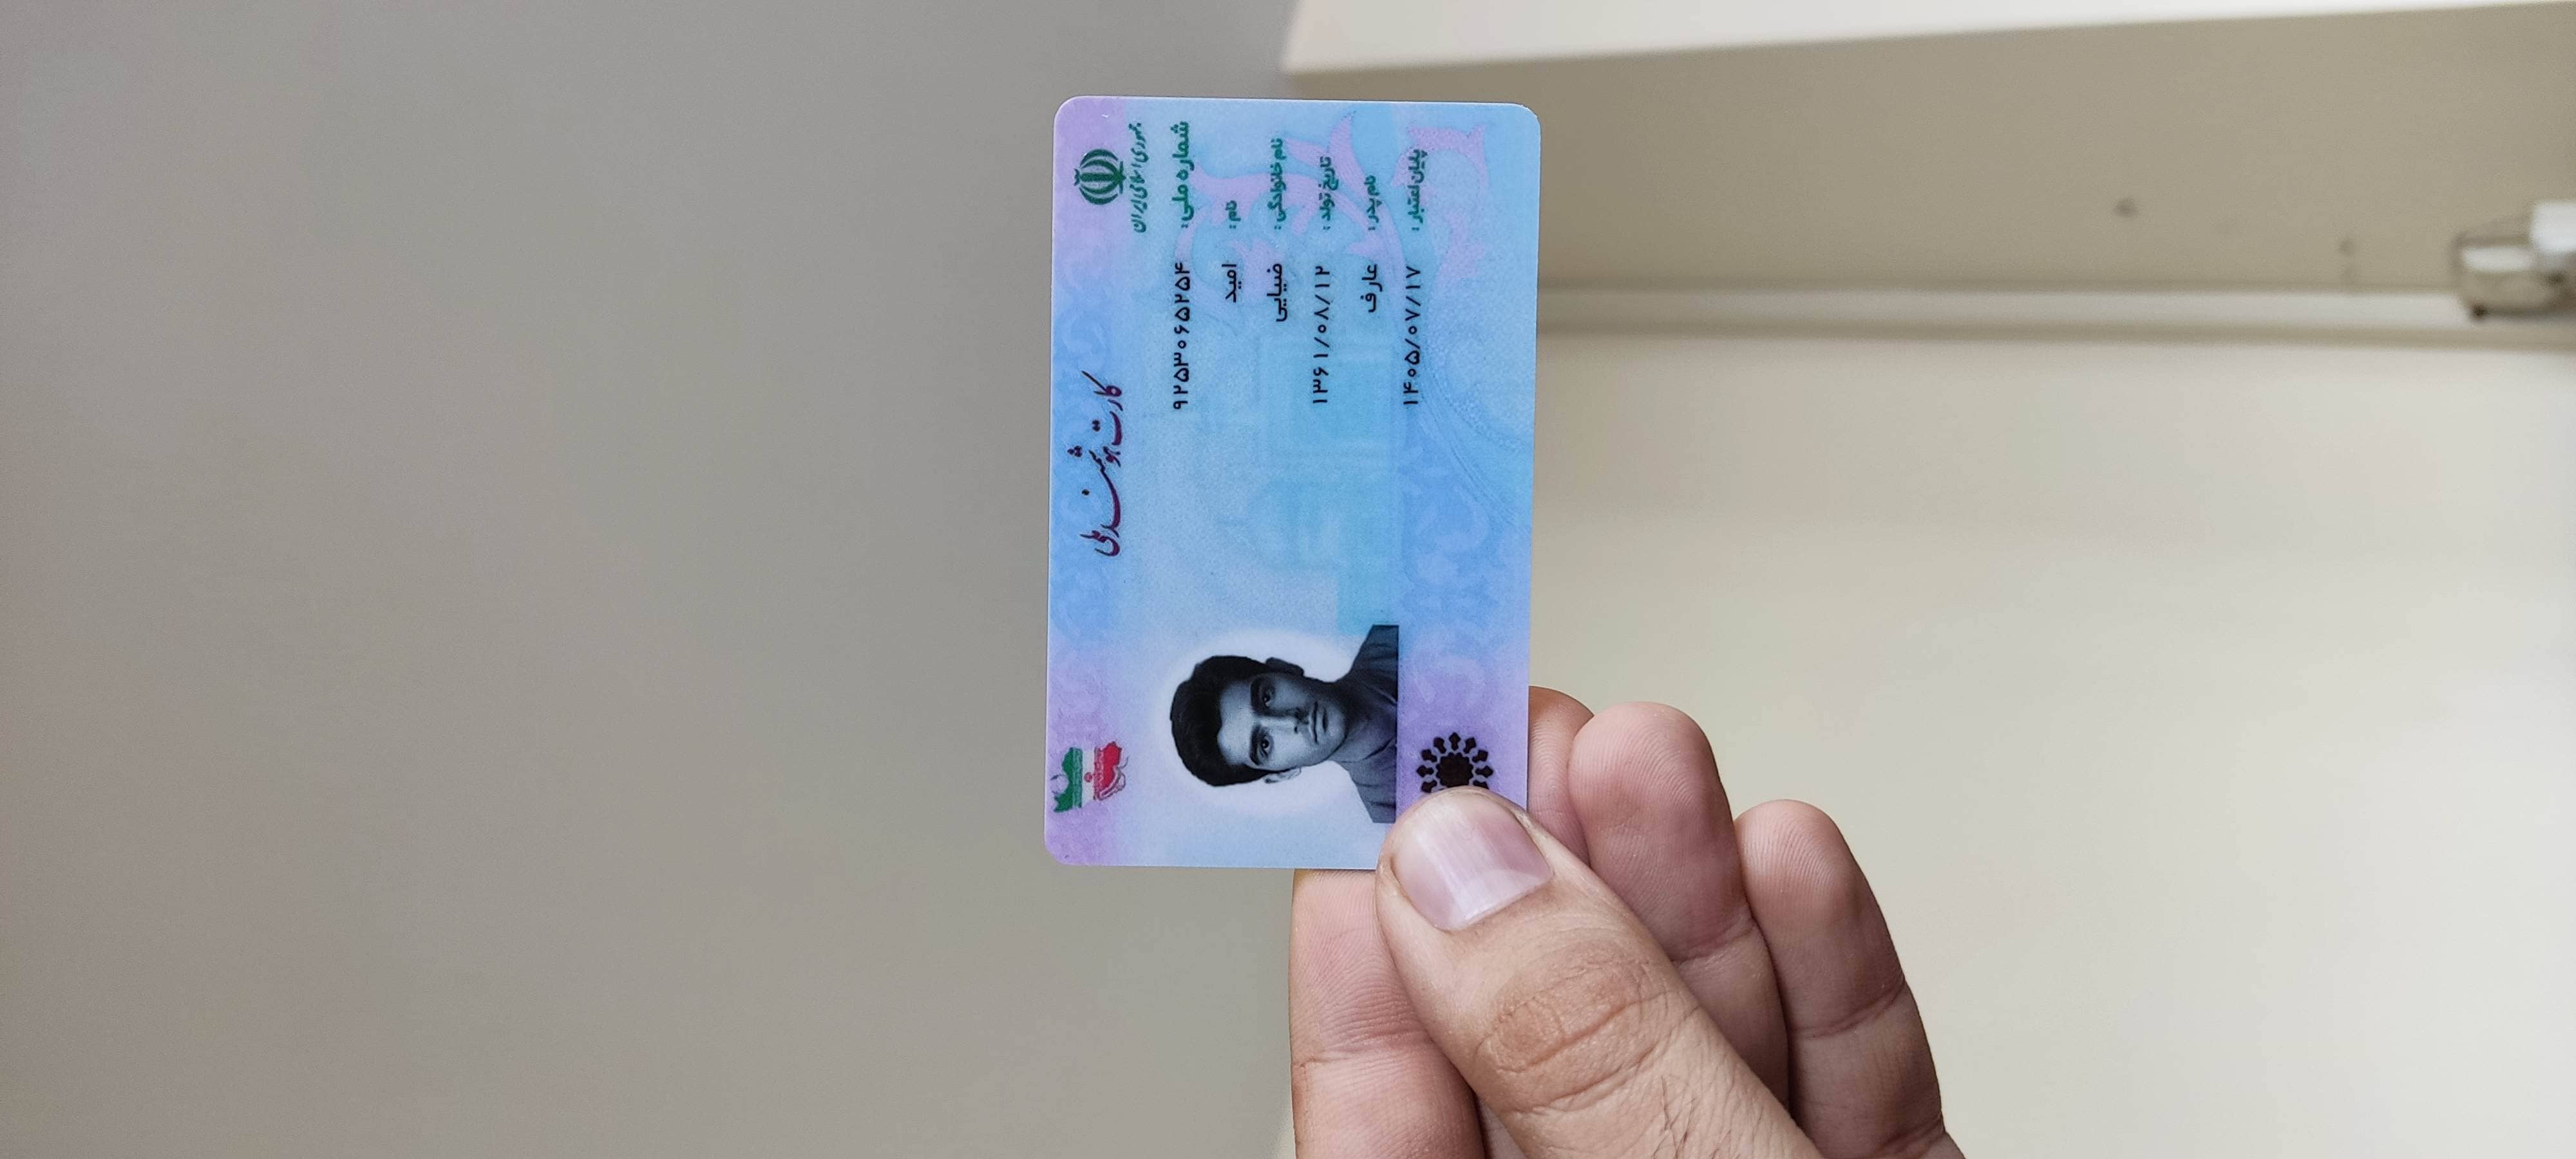 جمهوری اسلامی ایران
کارت هوشمند ملی
شماره ملی: ۹۲۵۳۰۶۵۲۵۴
نام: امید
نام خانوادگی: ضیایی
تاریخ تولد: ۱۳۶۱/۰۸/۱۲
نام پدر: عارف
پایان اعتبار: ۱۴۰۵/۰۷/۱۷